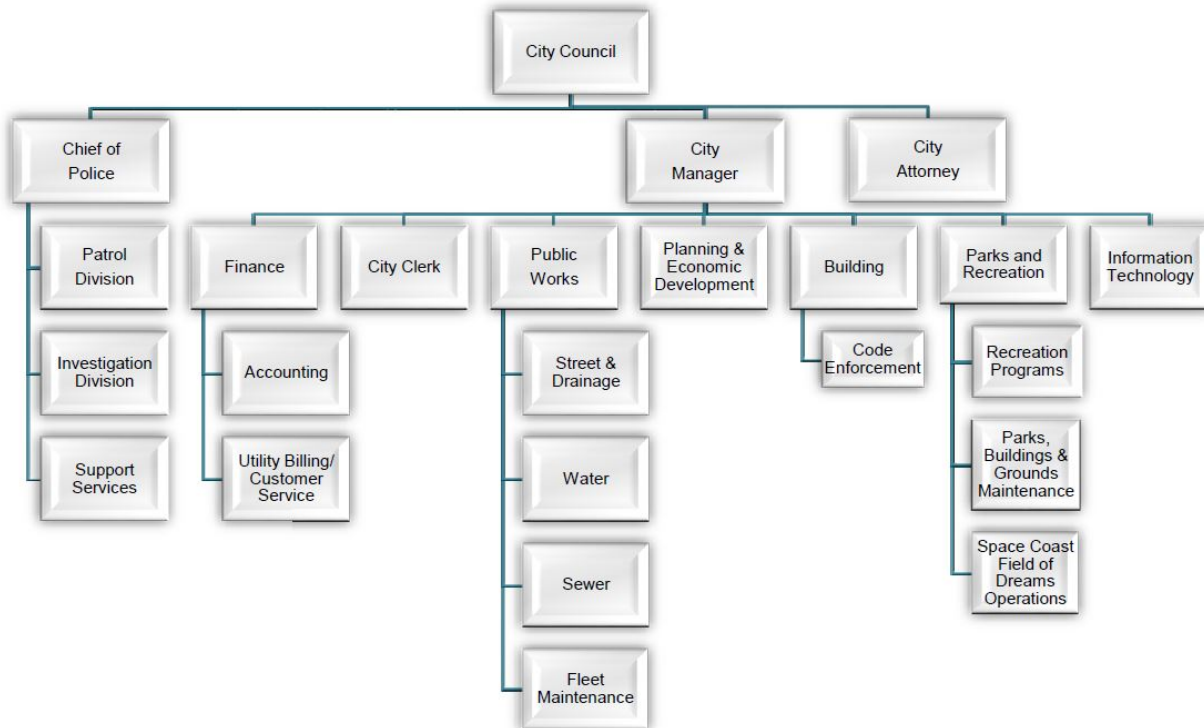 City Council
Chief of
Police
City
Manager
City
Attorney
Patrol
Division
Investigation
Division
Support
Services
Finance
Accounting
Utility Billing/
Customer
Service
City Clerk
Public
Works
Street &
Drainage
Water
Sewer
Fleet
Maintenance
Planning &
Economic
Development
Building
Code
Enforcement
Parks and
Recreation
Recreation
Programs
Parks,
Buildings &
Grounds
Maintenance
Space Coast
Field of
Dreams
Operations
Information
Technology